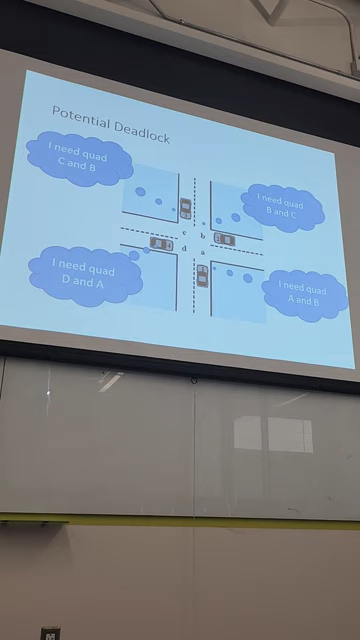 Potential Deadlock
I need quad
C and B
I need quad
B and C
c
b
d
a
I need quad
D and A
I need quad
A and B